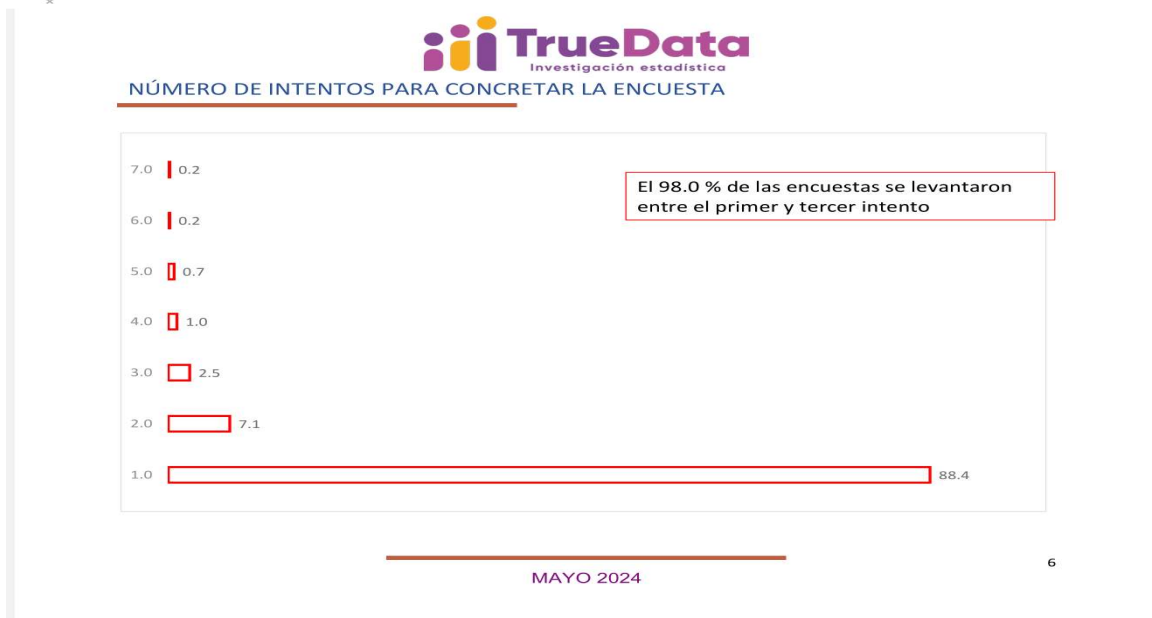 TrueData
Investigación estadística
NÚMERO DE INTENTOS PARA CONCRETAR LA ENCUESTA
7.0 0.2
El 98.0 % de las encuestas se levantaron
entre el primer y tercer intento
6.0 0.2
5.0 0.7
4.0 1.0
3.0 2.5
2.0 7.1
1.0 88.4
6
MAYO 2024